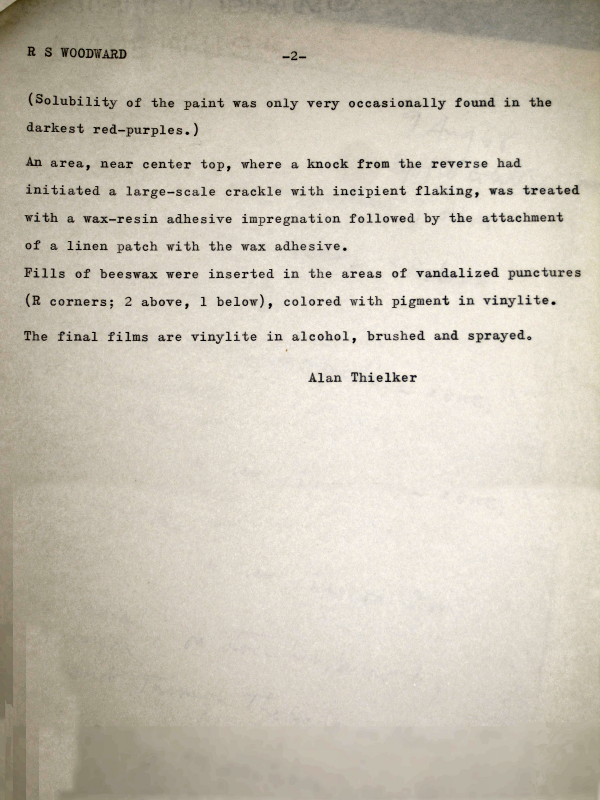 R S WOODWARD
-2-
(Solubility of the paint was only very occasionally found in the
darkest red-purples.)
An area, near center top, where a knock from the reverse had
initiated a large-scale crackle with incipient flaking, was treated
with a wax-resin adhesive impregnation followed by the attachment
of a linen patch with the wax adhesive.
Fills of beeswax were inserted in the areas of vandalized punctures
(R corners; 2 above, 1 below), colored with pigment in vinylite.
The final films are vinylite in alcohol, brushed and sprayed.
Alan Thielker